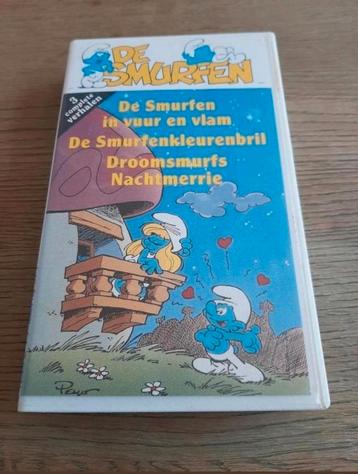 DE
SMURFEN
3
complete
verhalen
De Smurfen
in vuur en vlam
De Smurfenkleurenbril
Droomsmurfs
Nachtmerrie
Peyo